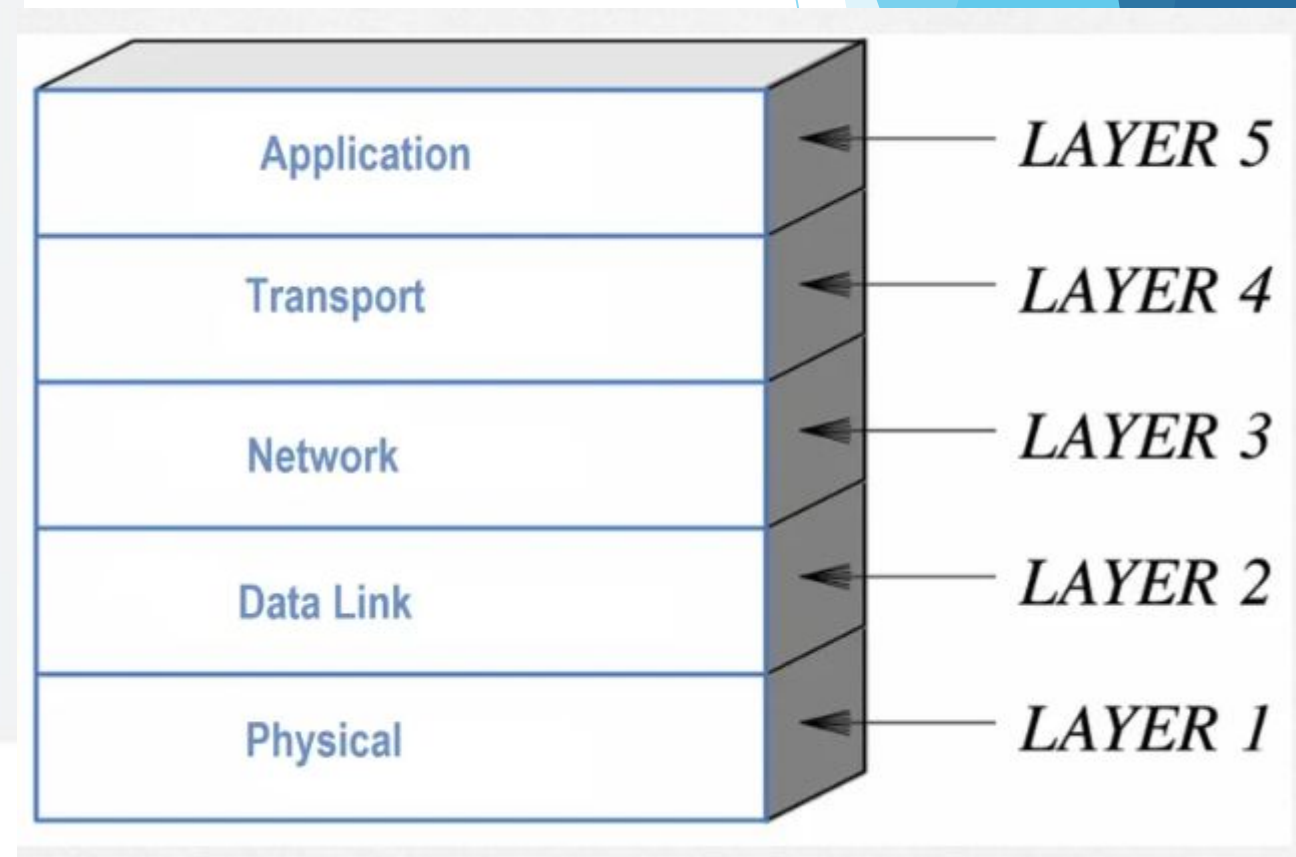 Application LAYER 5
Transport LAYER 4
Network LAYER 3
Data Link LAYER 2
Physical LAYER 1